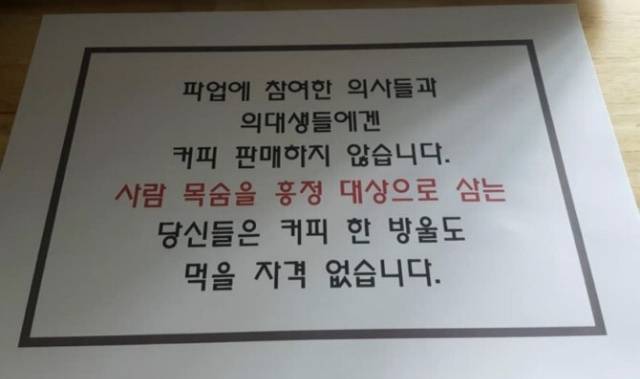 파업에 참여한 의사들과
의대생들에겐
커피 판매하지 않습니다.
사람 목숨을 흥정 대상으로 삼는
당신들은 커피 한 방울도
먹을 자격 없습니다.